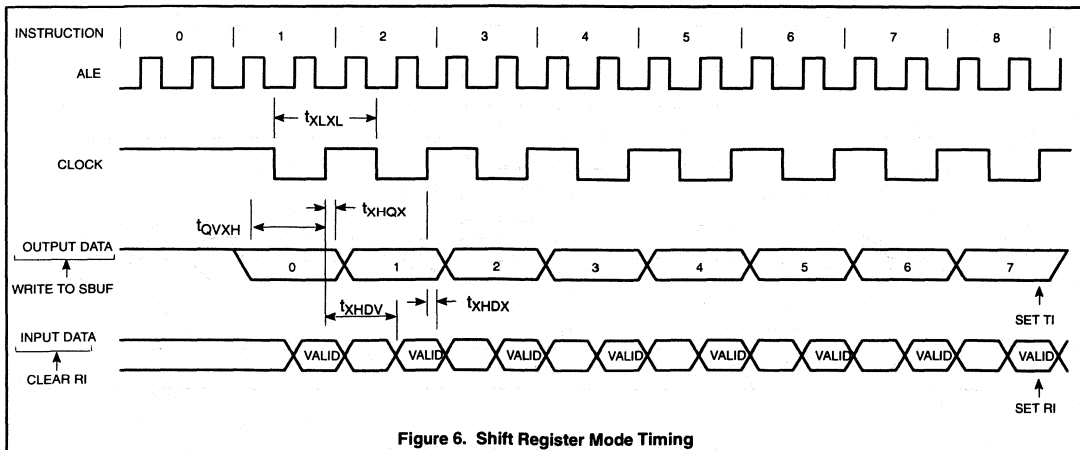 INSTRUCTION 0 1 2 3 4 5 6 7 8
ALE
tXLXL
CLOCK
tXHQX
tQVXH
OUTPUT DATA
0 1 2 3 4 5 6 7
WRITE TO SBUF
tXHDV
tXHDX
SET TI
INPUT DATA
VALID VALID VALID VALID VALID VALID VALID VALID
CLEAR RI
SET RI
Figure 6. Shift Register Mode Timing